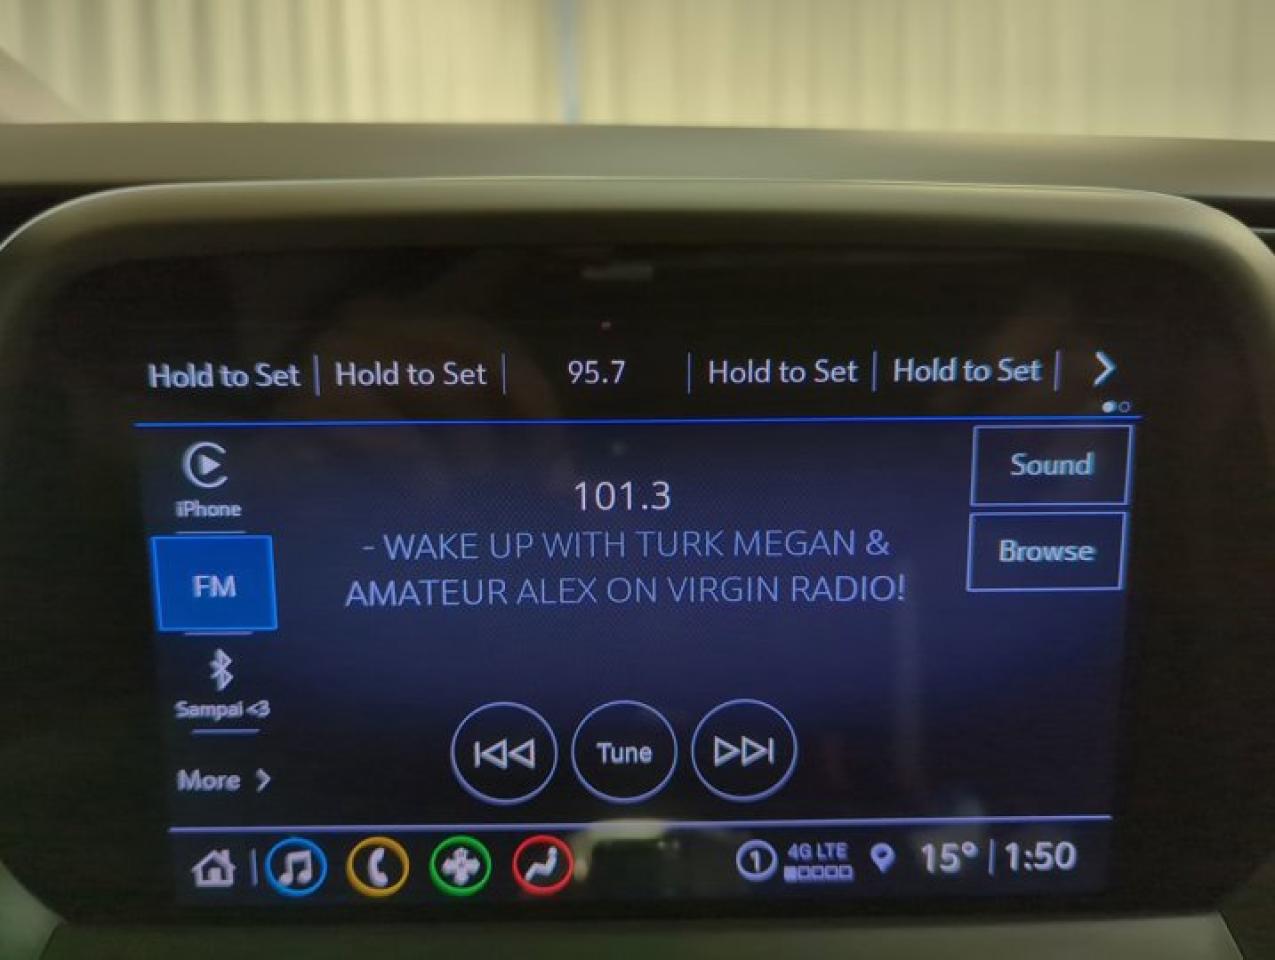 Hold to Set | Hold to Set | 95.7 | Hold to Set | Hold to Set |
iPhone
101.3
Sound
- WAKE UP WITH TURK MEGAN &
AMATEUR ALEX ON VIRGIN RADIO!
Browse
FM
Sampai <3
More
Tune
1 4G LTE 15° | 1:50